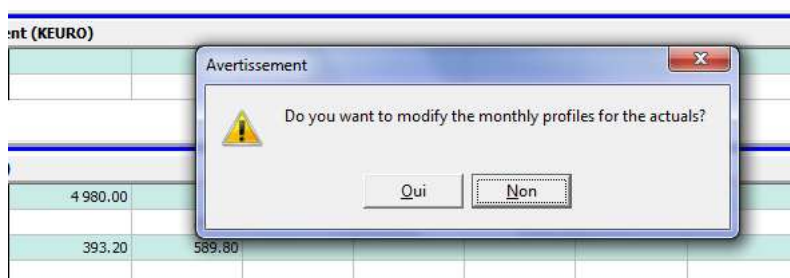 ent (KEURO)
Avertissement
Do you want to modify the monthly profiles for the actuals?
Oui
Non
)
4 980.00
393.20
589.80